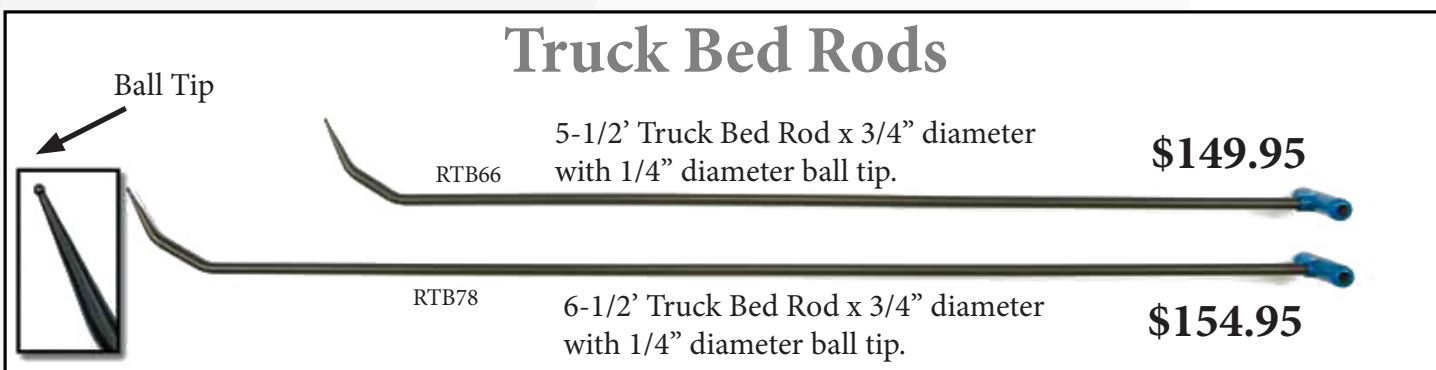 Truck Bed Rods
Ball Tip
5-1/2’ Truck Bed Rod x 3/4” diameter
with 1/4” diameter ball tip.
RTB66
$149.95
RTB78
6-1/2’ Truck Bed Rod x 3/4” diameter
with 1/4” diameter ball tip.
$154.95